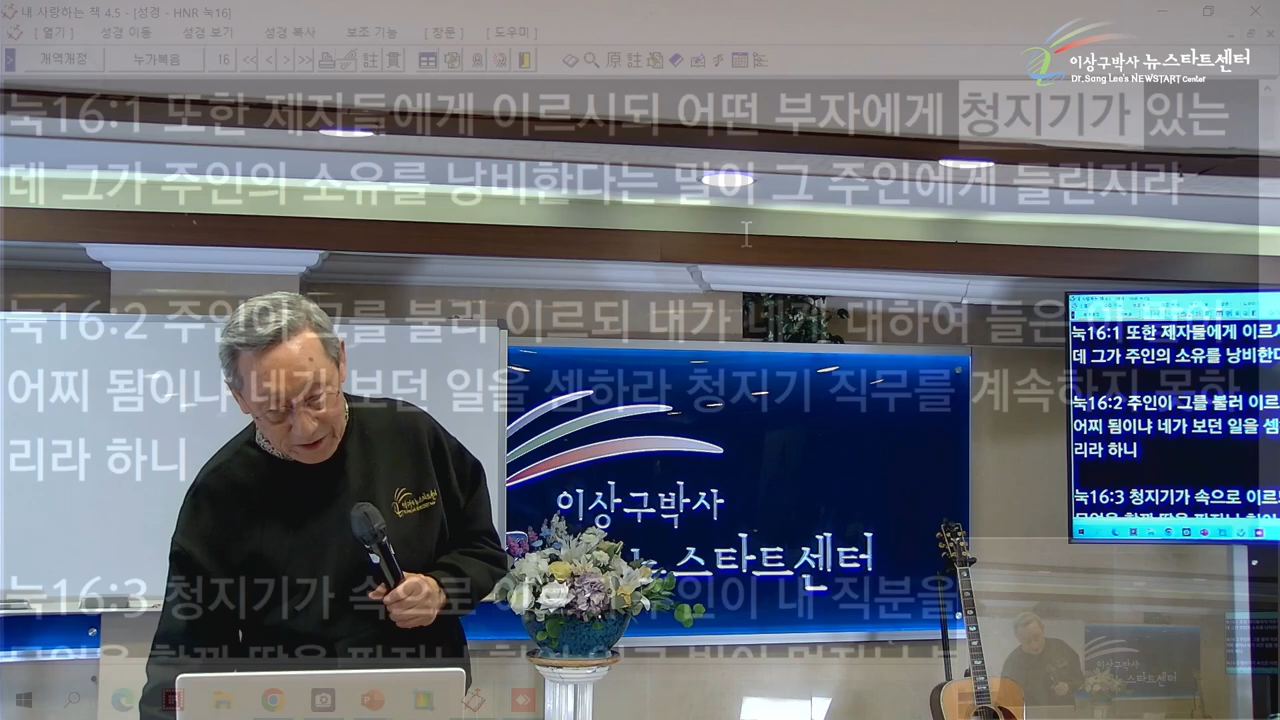 내 사랑하는 책 4.5 - [성경 - HNR 눅16]
[ 열기 ] 성경 이동 성경 보기 성경 복사 보조 기능 [ 창문 ] [ 도우미 ]
개역개정 누가복음 16
이상구박사 뉴스타트센터
Dr. Sang Lee's NEWSTART Center
눅16:1 또한 제자들에게 이르시되 어떤 부자에게 청지기가 있는
데 그가 주인의 소유를 낭비한다는 말이 그 주인에게 들린지라
눅16:2 주인이 그를 불러 이르되 내가 네게 대하여 들은
어찌 됨이냐 네가 보던 일을 셈하라 청지기 직무를 계속하지 못하
리라 하니
눅16:3 청지기가 속으로 이르 인이 내 직분을
이상구박사
뉴스타트센터
눅16:1 또한 제자들에게 이르
데 그가 주인의 소유를 낭비한다
눅16:2 주인이 그를 불러 이르
어찌 됨이냐 네가 보던 일을 셈
리라 하니
눅16:3 청지기가 속으로 이르